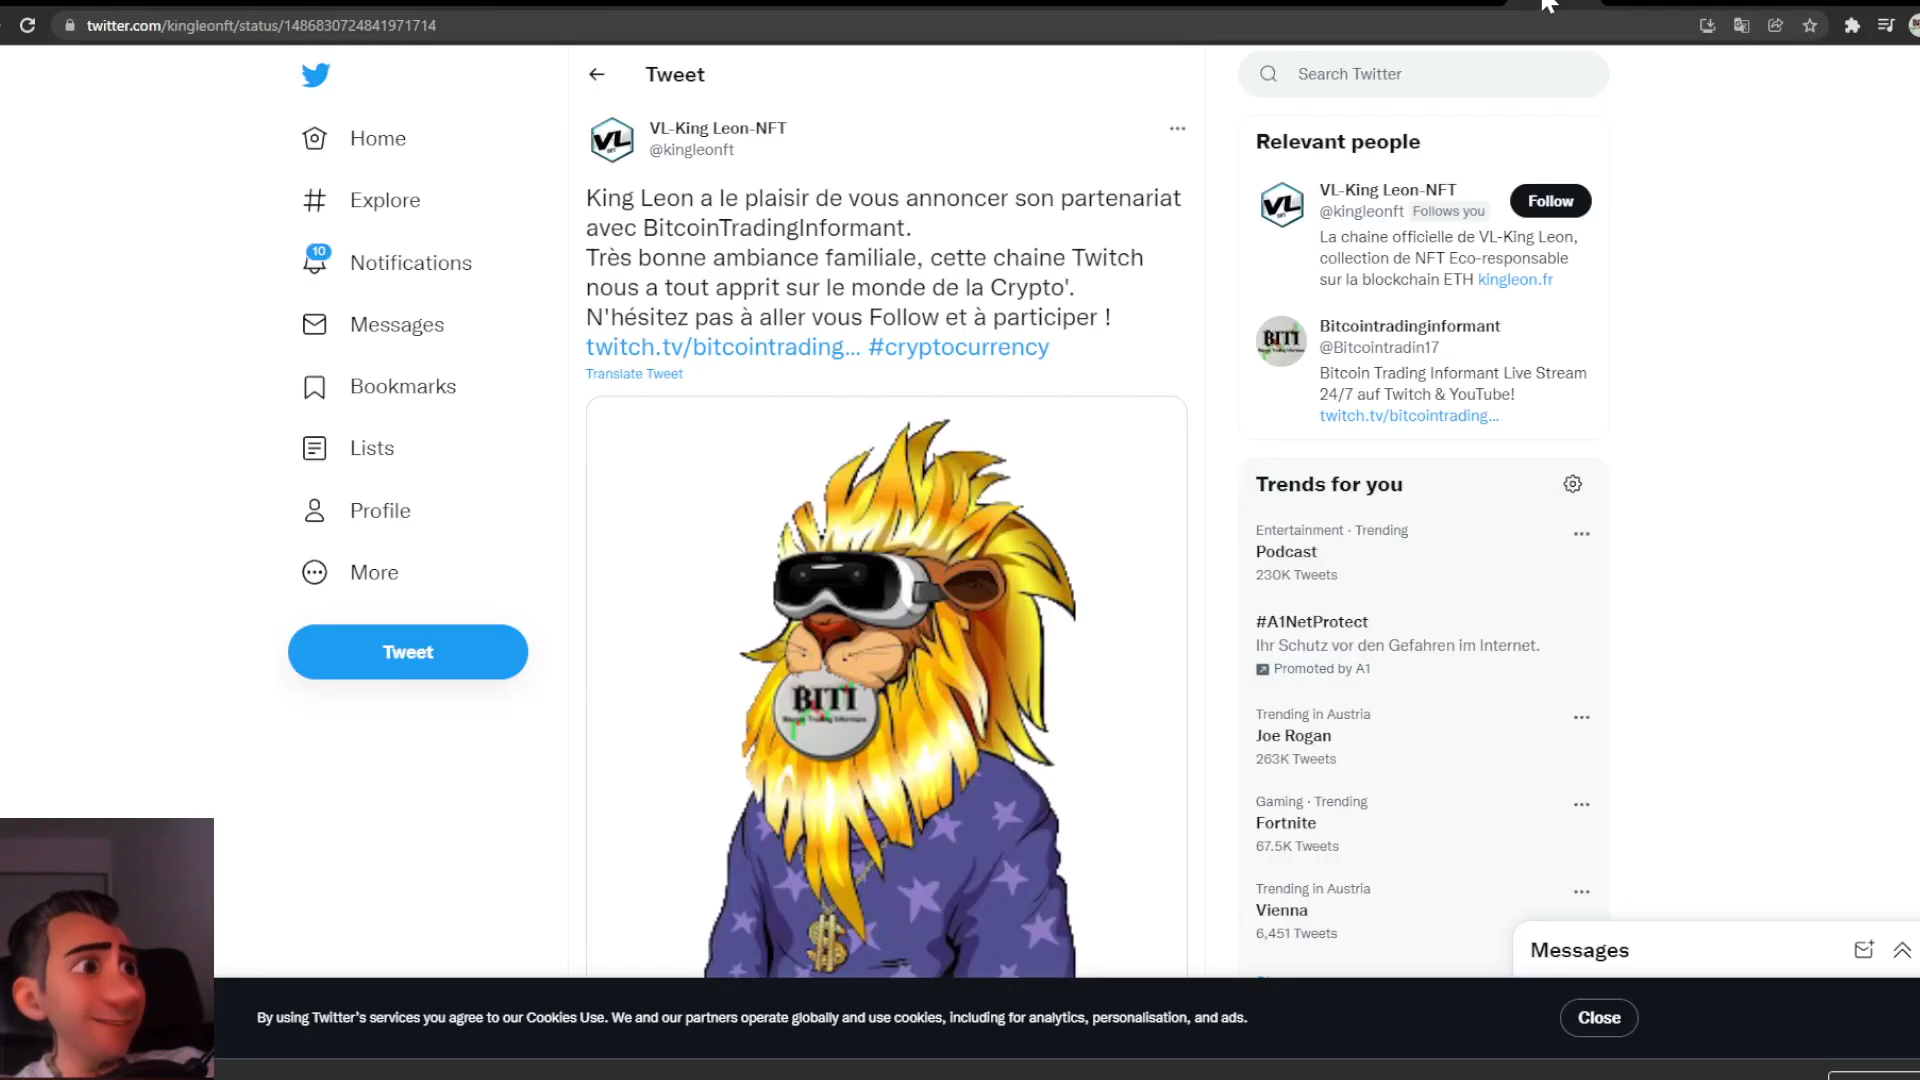 twitter.com/kingleonft/status/1486830724841971714
Tweet
Search Twitter
Home
Explore
10
Notifications
Messages
Bookmarks
Lists
Profile
More
Tweet
VL
VL-King Leon-NFT
@kingleonft
King Leon a le plaisir de vous annoncer son partenariat
avec BitcoinTradingInformant.
Très bonne ambiance familiale, cette chaine Twitch
nous a tout apprit sur le monde de la Crypto'.
N'hésitez pas à aller vous Follow et à participer !
twitch.tv/bitcointrading... #cryptocurrency
Translate Tweet
BITI
Bitcoin Trading Informant
$
Relevant people
VL
VL-King Leon-NFT
@kingleonft Follows you
Follow
La chaine officielle de VL-King Leon,
collection de NFT Eco-responsable
sur la blockchain ETH kingleon.fr
BITI
Bitcointradinginformant
@Bitcointradin17
Bitcoin Trading Informant Live Stream
24/7 auf Twitch & YouTube!
twitch.tv/bitcointrading...
Trends for you
Entertainment · Trending
Podcast
230K Tweets
#A1NetProtect
Ihr Schutz vor den Gefahren im Internet.
Promoted by A1
Trending in Austria
Joe Rogan
263K Tweets
Gaming · Trending
Fortnite
67.5K Tweets
Trending in Austria
Vienna
6,451 Tweets
Messages
By using Twitter's services you agree to our Cookies Use. We and our partners operate globally and use cookies, including for analytics, personalisation, and ads.
Close